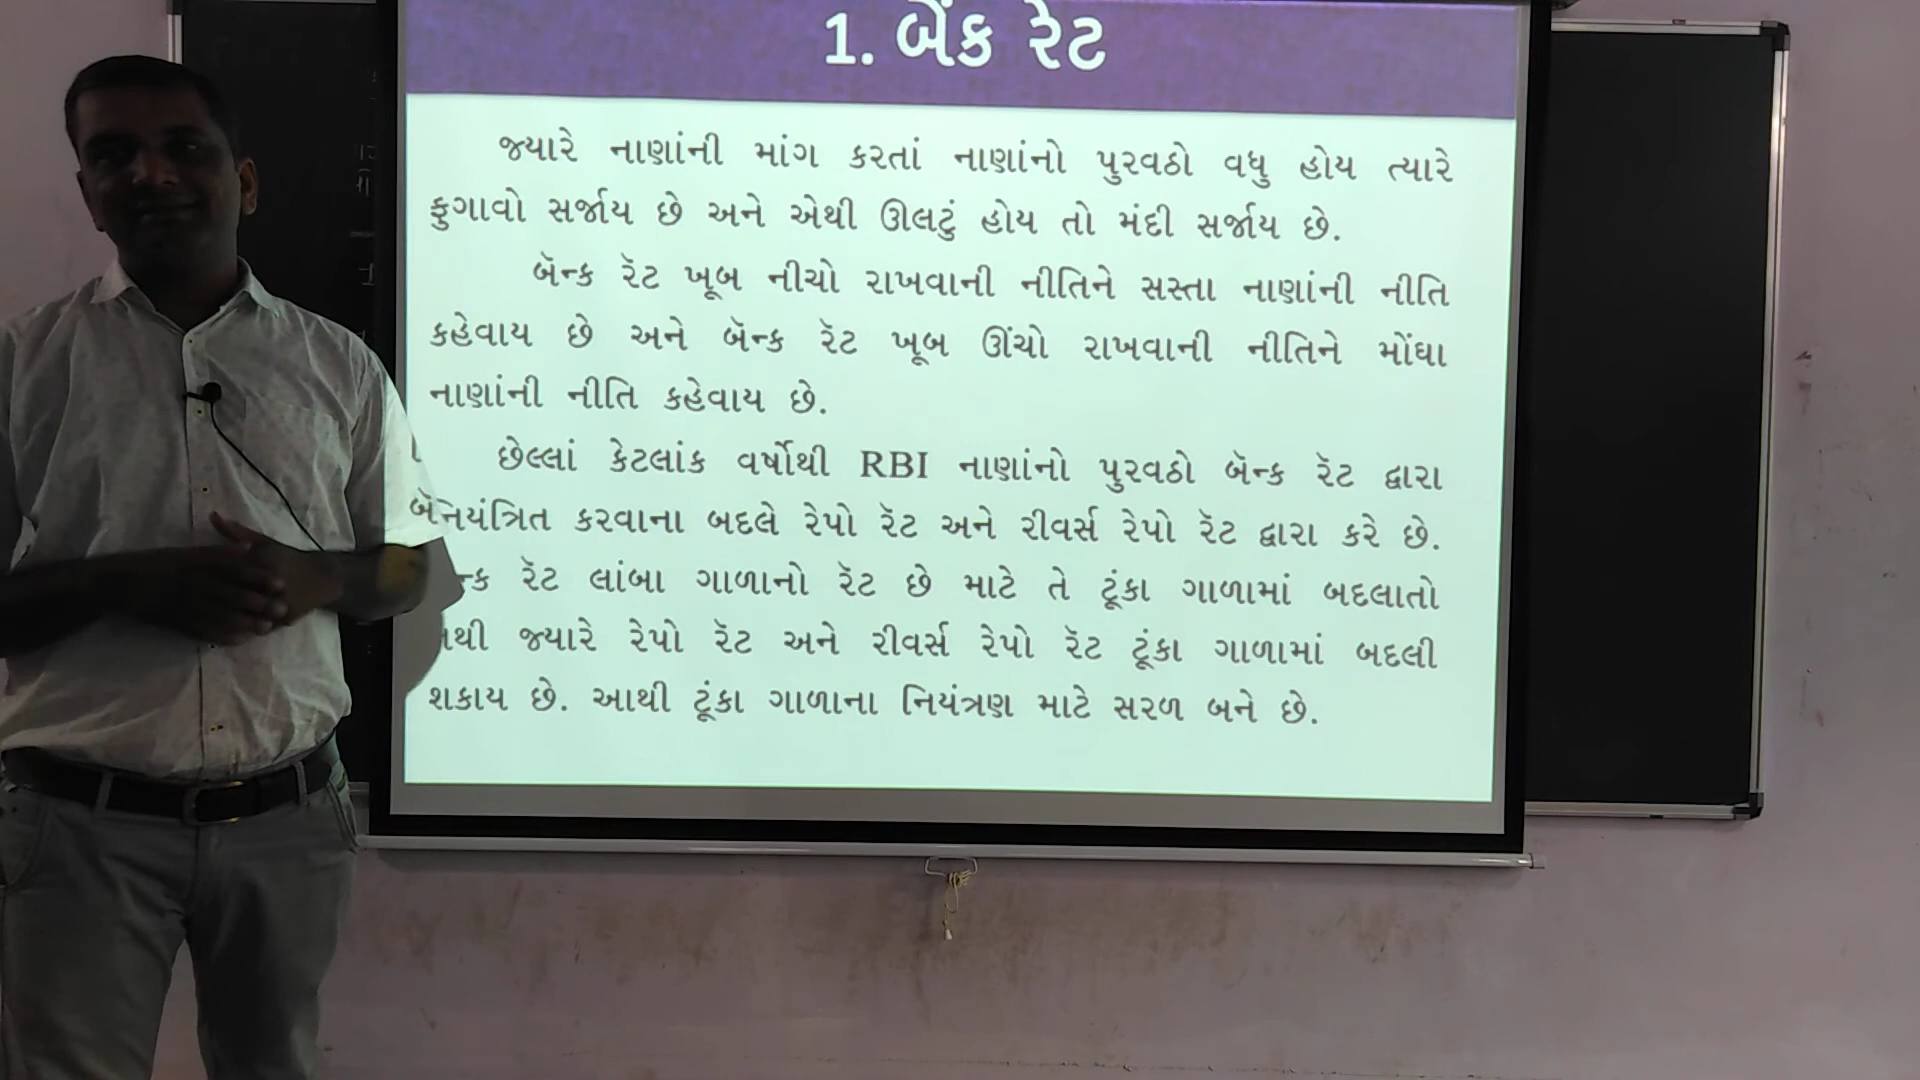 1. બેંક રેટ
જ્યારે નાણાંની માંગ કરતાં નાણાંનો પુરવઠો વધુ હોય ત્યારે
ફુગાવો સર્જાય છે અને એથી ઊલટું હોય તો મંદી સર્જાય છે.
બૅન્ક રૅટ ખૂબ નીચો રાખવાની નીતિને સસ્તા નાણાંની નીતિ
કહેવાય છે અને બૅન્ક રૅટ ખૂબ ઊંચો રાખવાની નીતિને મોંઘા
નાણાંની નીતિ કહેવાય છે.
છેલ્લાં કેટલાંક વર્ષોથી RBI નાણાંનો પુરવઠો બૅન્ક રૅટ દ્વારા
નિયંત્રિત કરવાના બદલે રેપો રૅટ અને રીવર્સ રેપો રૅટ દ્વારા કરે છે.
રૅટ લાંબા ગાળાનો રૅટ છે માટે તે ટૂંકા ગાળામાં બદલાતો
નથી જ્યારે રેપો રૅટ અને રીવર્સ રેપો રૅટ ટૂંકા ગાળામાં બદલી
શકાય છે. આથી ટૂંકા ગાળાના નિયંત્રણ માટે સરળ બને છે.